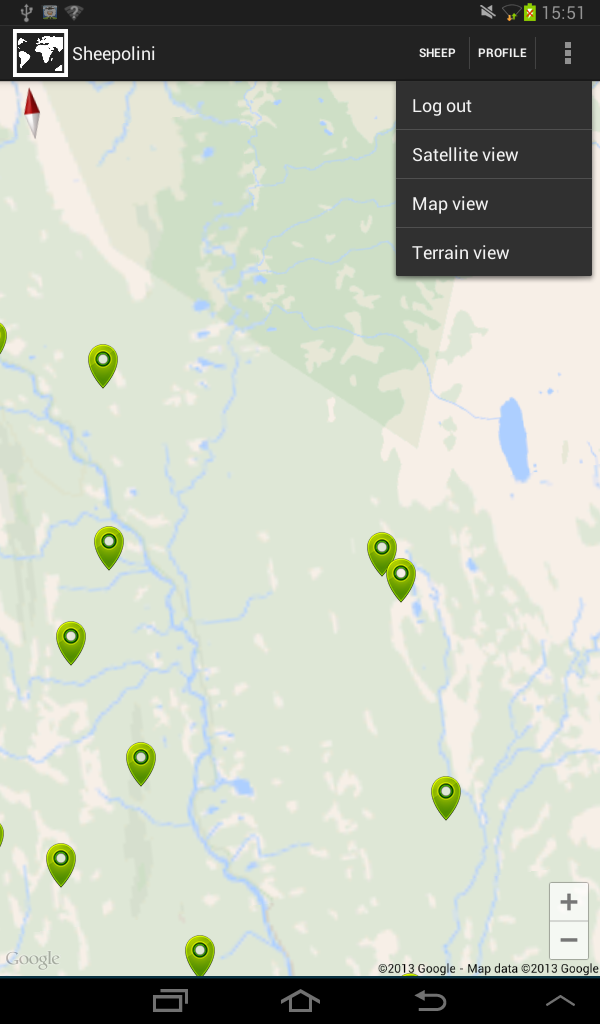 15:51
Sheepolini
SHEEP
PROFILE
Log out
Satellite view
Map view
Terrain view
Google
©2013 Google - Map data ©2013 Google